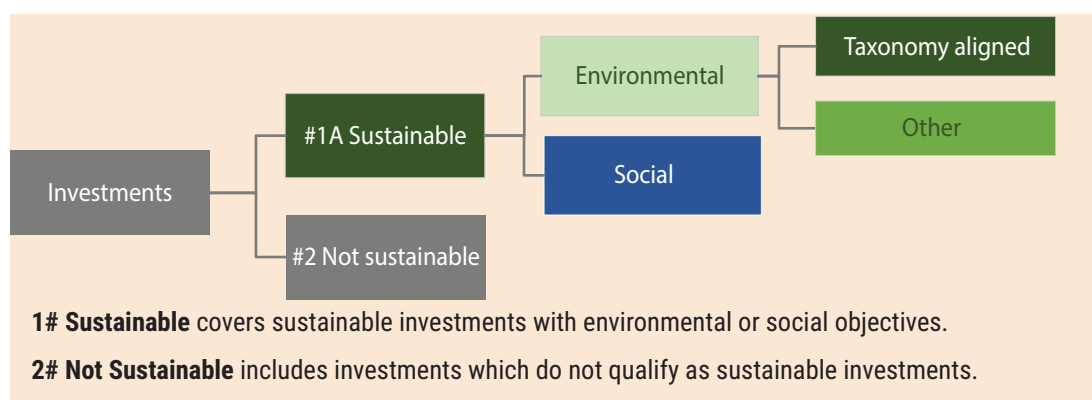 Investments
#1A Sustainable
#2 Not sustainable
Environmental
Social
Taxonomy aligned
Other
1# Sustainable covers sustainable investments with environmental or social objectives.
2# Not Sustainable includes investments which do not qualify as sustainable investments.